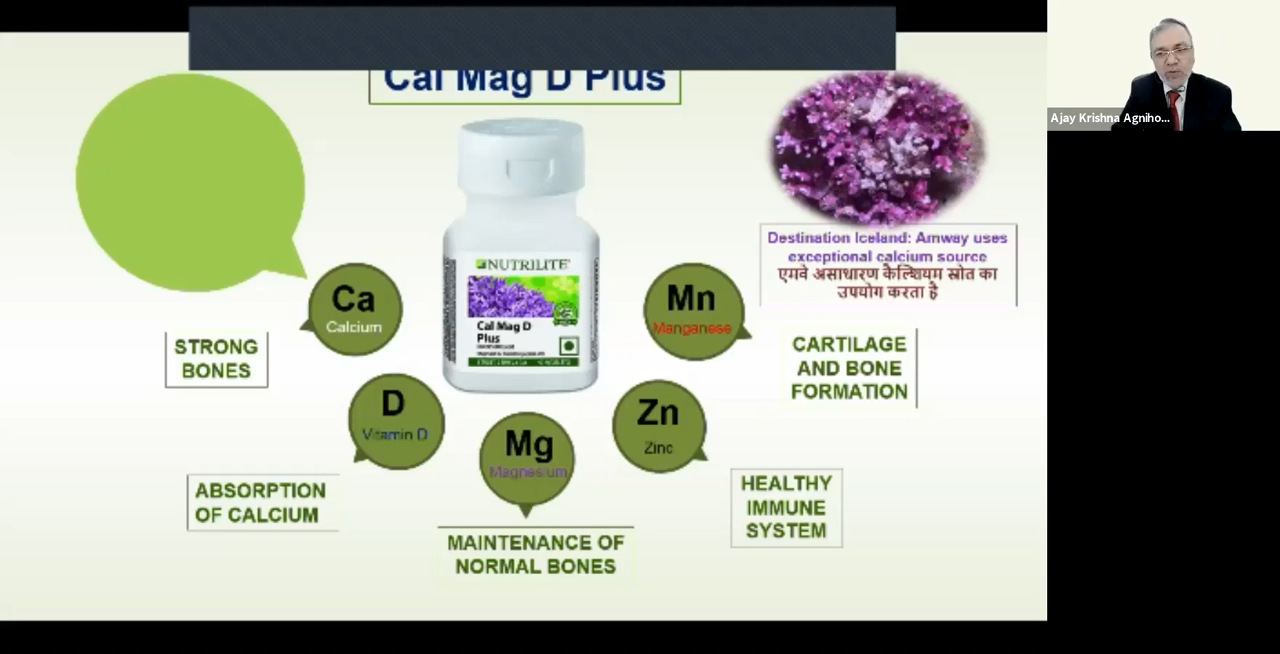 Cal Mag D Plus
Ajay Krishna Agniho...
Destination Iceland: Amway uses
exceptional calcium source
एमवे असाधारण कैल्शियम स्रोत का
उपयोग करता है
NUTRILITE
Cal Mag D
Plus
Ca
Calcium
Mn
Manganese
STRONG
BONES
CARTILAGE
AND BONE
FORMATION
D
Vitamin D
Zn
Zinc
Mg
Magnesium
ABSORPTION
OF CALCIUM
HEALTHY
IMMUNE
SYSTEM
MAINTENANCE OF
NORMAL BONES